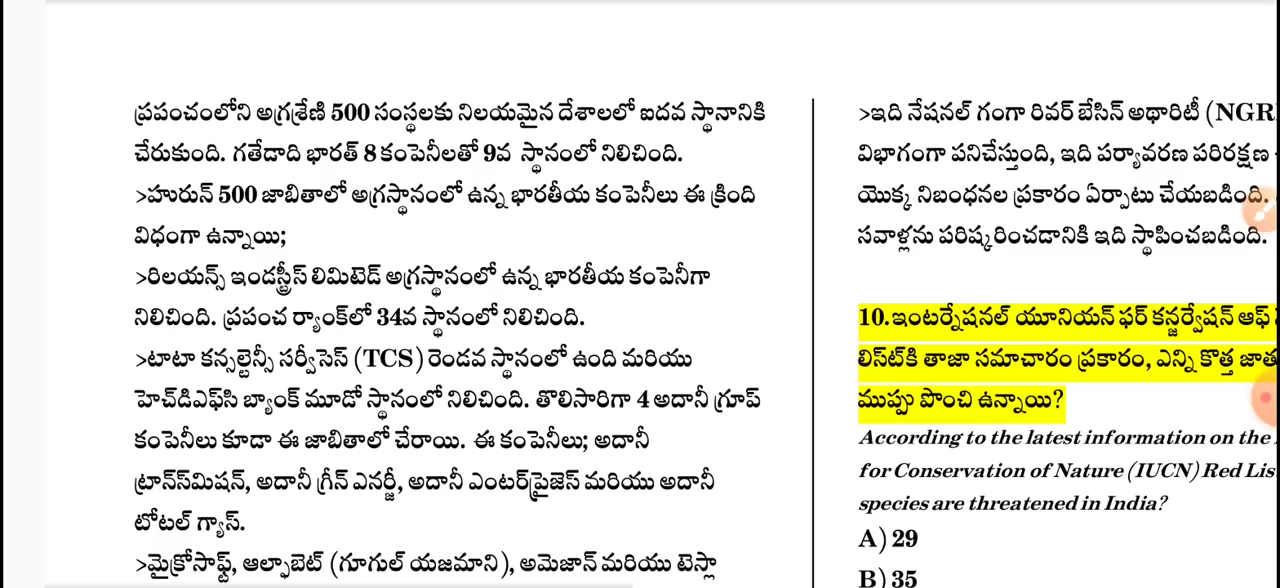 ప్రపంచంలోని అగ్రశ్రేణి 500 సంస్థలకు నిలయమైన దేశాలలో ఐదవ స్థానానికి
చేరుకుంది. గతేడాది భారత్ 8 కంపెనీలతో 9వ స్థానంలో నిలిచింది.
>హురున్ 500 జాబితాలో అగ్రస్థానంలో ఉన్న భారతీయ కంపెనీలు ఈ క్రింది
విధంగా ఉన్నాయి;
>రిలయన్స్ ఇండస్ట్రీస్ లిమిటెడ్ అగ్రస్థానంలో ఉన్న భారతీయ కంపెనీగా
నిలిచింది. ప్రపంచ ర్యాంక్‌లో 34వ స్థానంలో నిలిచింది.
>టాటా కన్సల్టెన్సీ సర్వీసెస్ (TCS) రెండవ స్థానంలో ఉంది మరియు
హెచ్‌డిఎఫ్‌సి బ్యాంక్ మూడో స్థానంలో నిలిచింది. తొలిసారిగా 4 అదానీ గ్రూప్
కంపెనీలు కూడా ఈ జాబితాలో చేరాయి. ఈ కంపెనీలు; అదానీ
ట్రాన్స్‌మిషన్, అదానీ గ్రీన్ ఎనర్జీ, అదానీ ఎంటర్‌ప్రైజెస్ మరియు అదానీ
టోటల్ గ్యాస్.
>మైక్రోసాఫ్ట్, ఆల్ఫాబెట్ (గూగుల్ యజమాని), అమెజాన్ మరియు టెస్లా
>ఇది నేషనల్ గంగా రివర్ బేసిన్ అథారిటీ (NGR
విభాగంగా పనిచేస్తుంది, ఇది పర్యావరణ పరిరక్షణ
యొక్క నిబంధనల ప్రకారం ఏర్పాటు చేయబడింది.
సవాళ్లను పరిష్కరించడానికి ఇది స్థాపించబడింది.
10.ఇంటర్నేషనల్ యూనియన్ ఫర్ కన్జర్వేషన్ ఆఫ్
లిస్ట్‌కి తాజా సమాచారం ప్రకారం, ఎన్ని కొత్త జాతు
ముప్పు పొంచి ఉన్నాయి?
According to the latest information on the
for Conservation of Nature (IUCN) Red Lis
species are threatened in India?
A) 29
B) 35